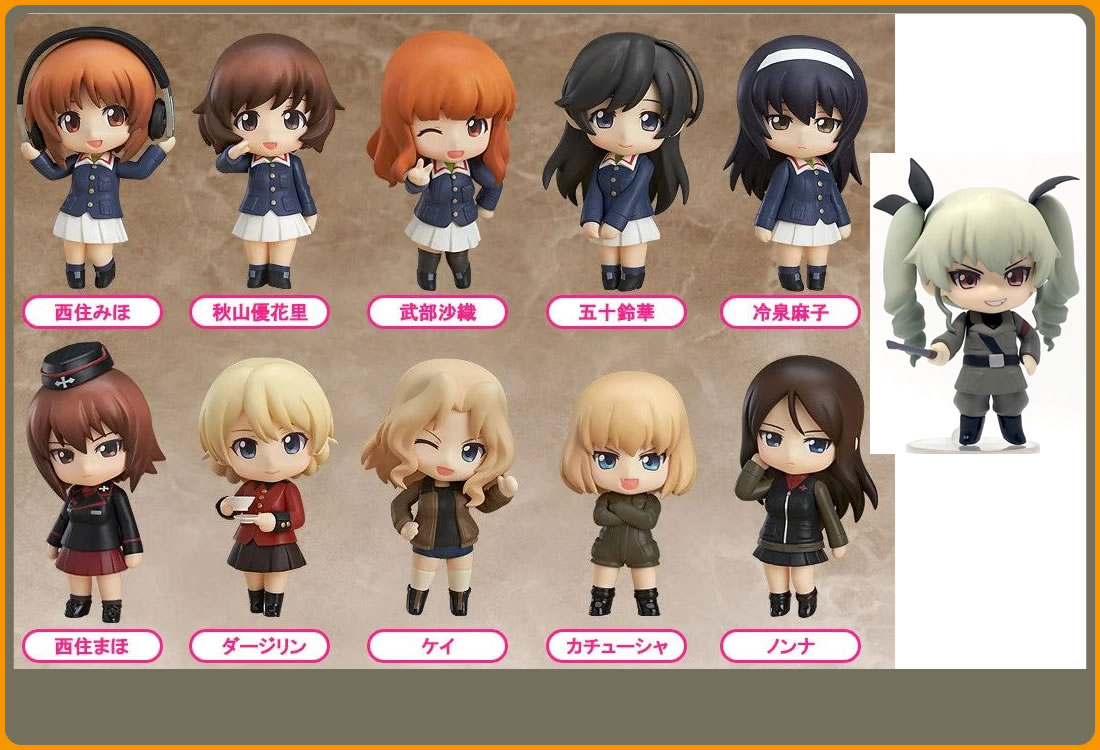 西住みほ
秋山優花里
武部沙織
五十鈴華
冷泉麻子
西住まほ
ダージリン
ケイ
カチューシャ
ノンナ